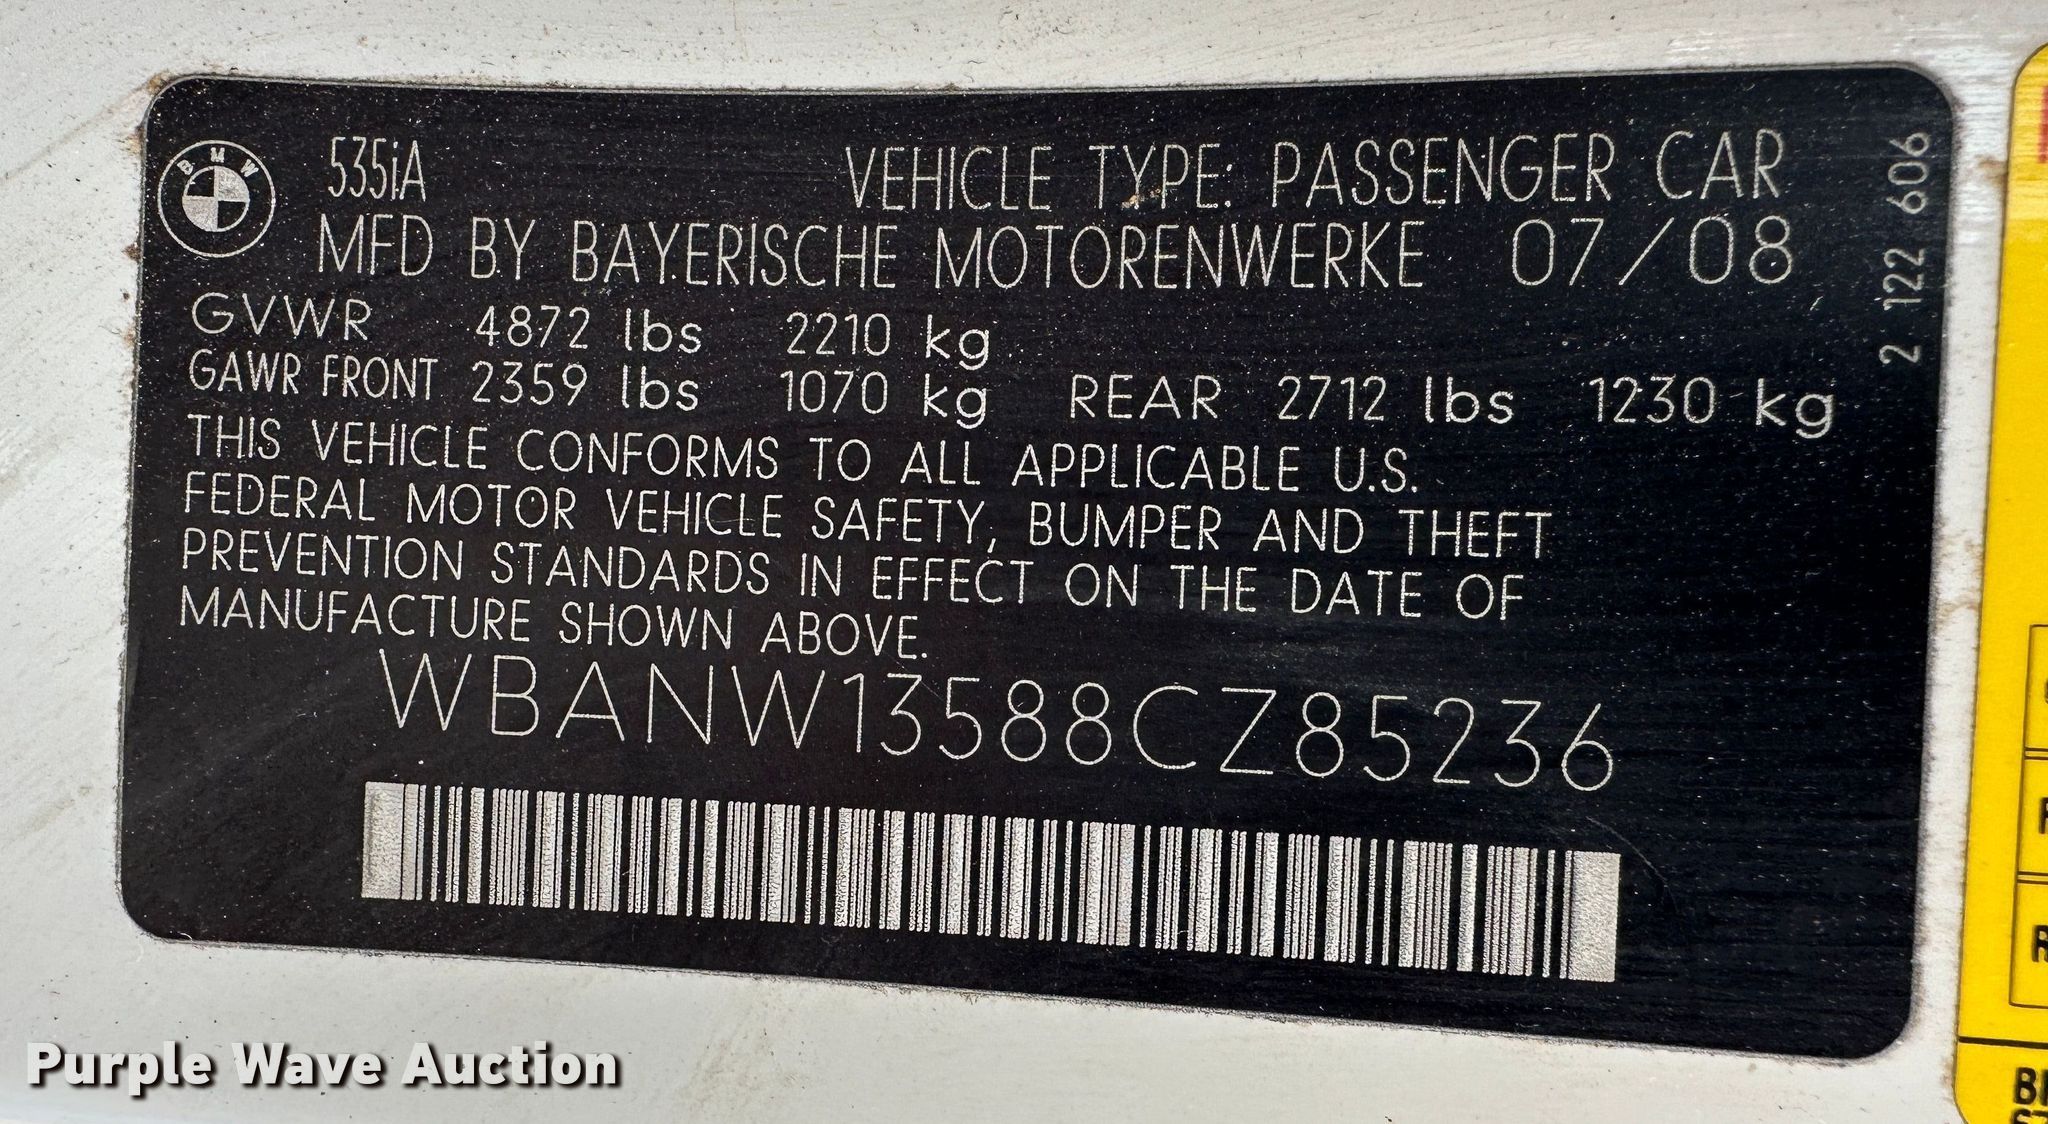 BMW
535iA VEHICLE TYPE: PASSENGER CAR
MFD BY BAYERISCHE MOTORENWERKE 07/08
GVWR 4872 lbs 2210 kg
GAWR FRONT 2359 lbs 1070 kg REAR 2712 lbs 1230 kg
THIS VEHICLE CONFORMS TO ALL APPLICABLE U.S.
FEDERAL MOTOR VEHICLE SAFETY, BUMPER AND THEFT
PREVENTION STANDARDS IN EFFECT ON THE DATE OF
MANUFACTURE SHOWN ABOVE.
WBANW13588CZ85236
2 122 606
Purple Wave Auction